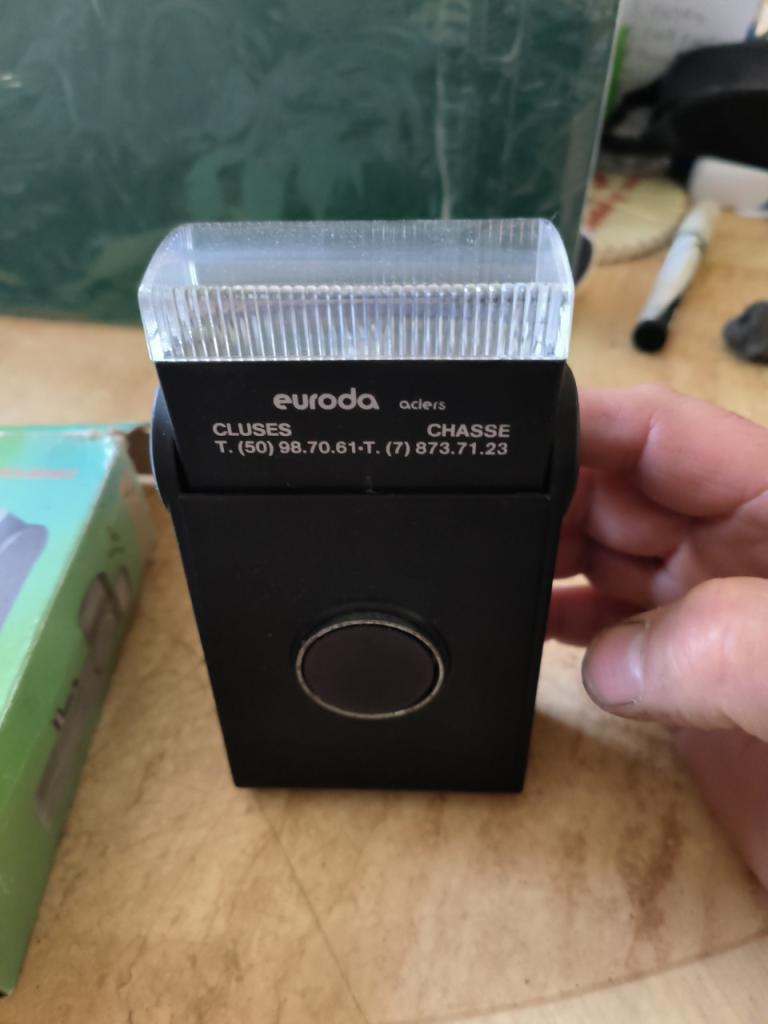 euroda aciers
CLUSES CHASSE
T. (50) 98.70.61•T. (7) 873.71.23